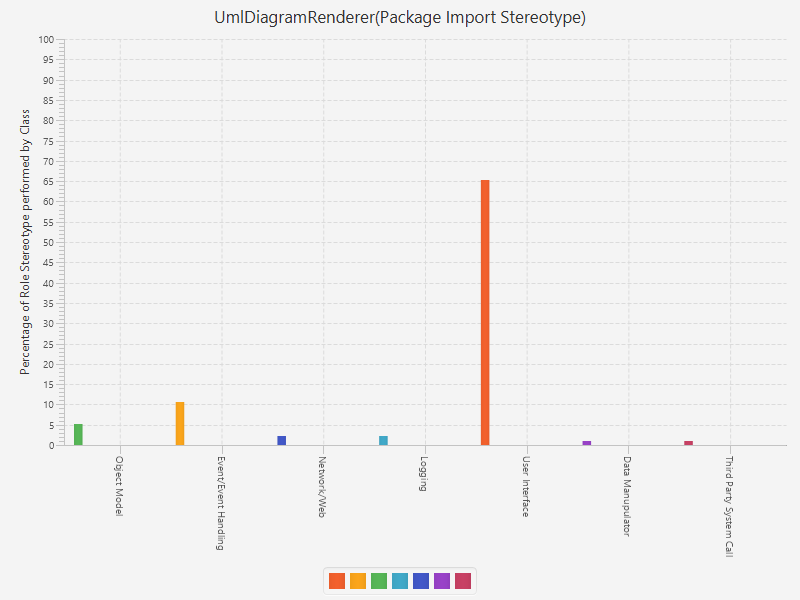 UmlDiagramRenderer(Package Import Stereotype)
Percentage of Role Stereotype performed by Class
100
95
90
85
80
75
70
65
60
55
50
45
40
35
30
25
20
15
10
5
0
Object Model
Event/Event Handling
Network/Web
Logging
User Interface
Data Manupulator
Third Party System Call